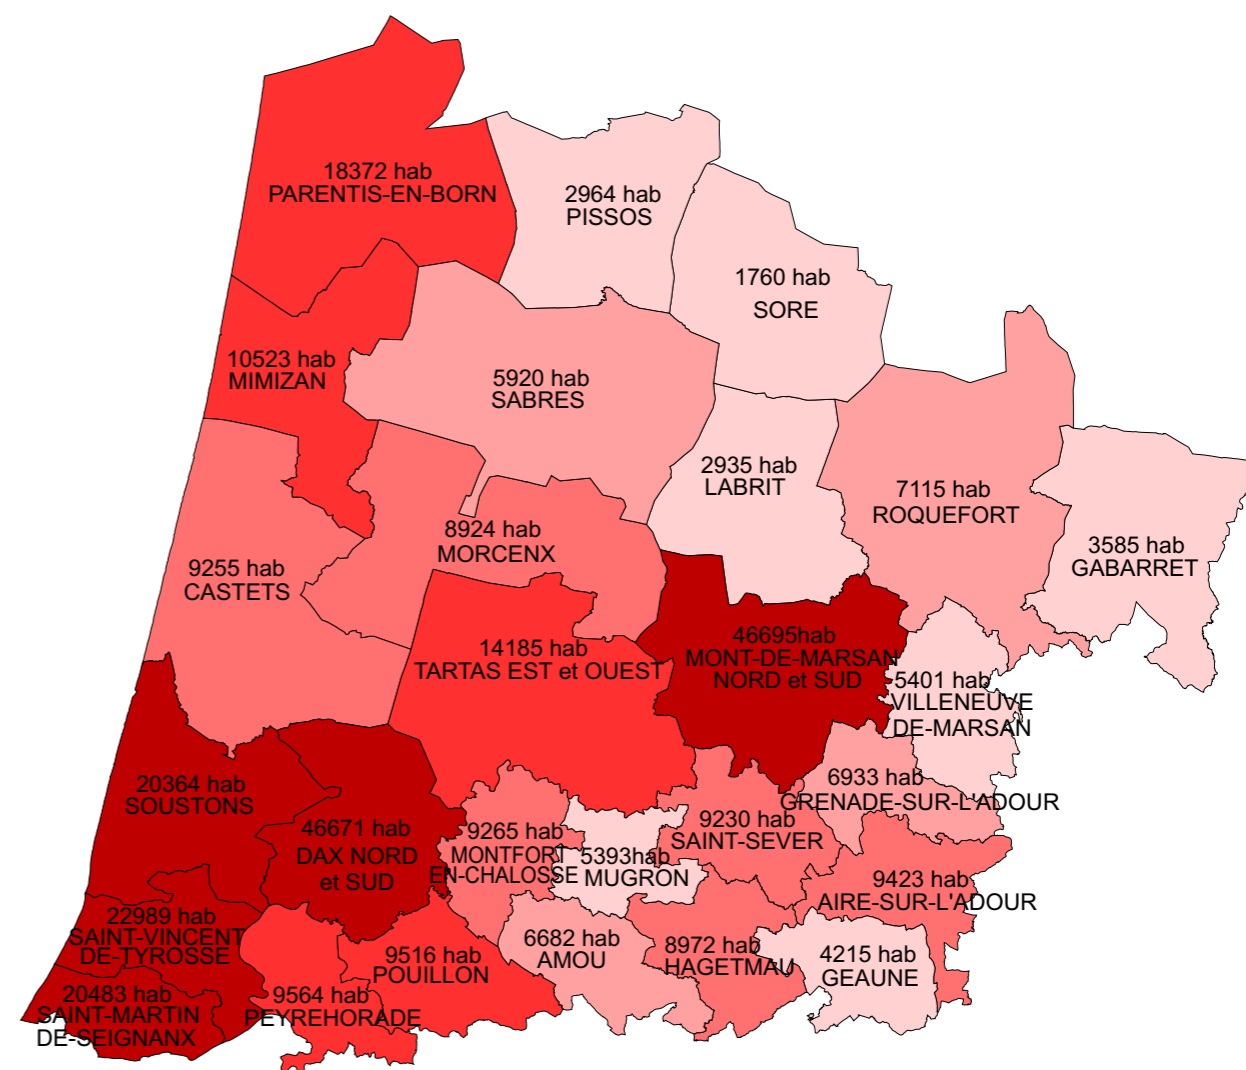 18372 hab
PARENTIS-EN-BORN
2964 hab
PISSOS
1760 hab
SORE
10523 hab
MIMIZAN
5920 hab
SABRES
2935 hab
LABRIT
7115 hab
ROQUEFORT
3585 hab
GABARRET
8924 hab
MORCENX
9255 hab
CASTETS
14185 hab
TARTAS EST et OUEST
46695hab
MONT-DE-MARSAN
NORD et SUD
5401 hab
VILLENEUVE
DE-MARSAN
20364 hab
SOUSTONS
46671 hab
DAX NORD
et SUD
9265 hab
MONTFORT
EN-CHALOSSE
5393hab
MUGRON
9230 hab
SAINT-SEVER
6933 hab
GRENADE-SUR-L'ADOUR
9423 hab
AIRE-SUR-L'ADOUR
22989 hab
SAINT-VINCENT
DE-TYROSSE
9516 hab
POUILLON
6682 hab
AMOU
8972 hab
HAGETMAU
4215 hab
GEAUNE
20483 hab
SAINT-MARTIN
DE-SEIGNANX
9564 hab
PEYREHORADE